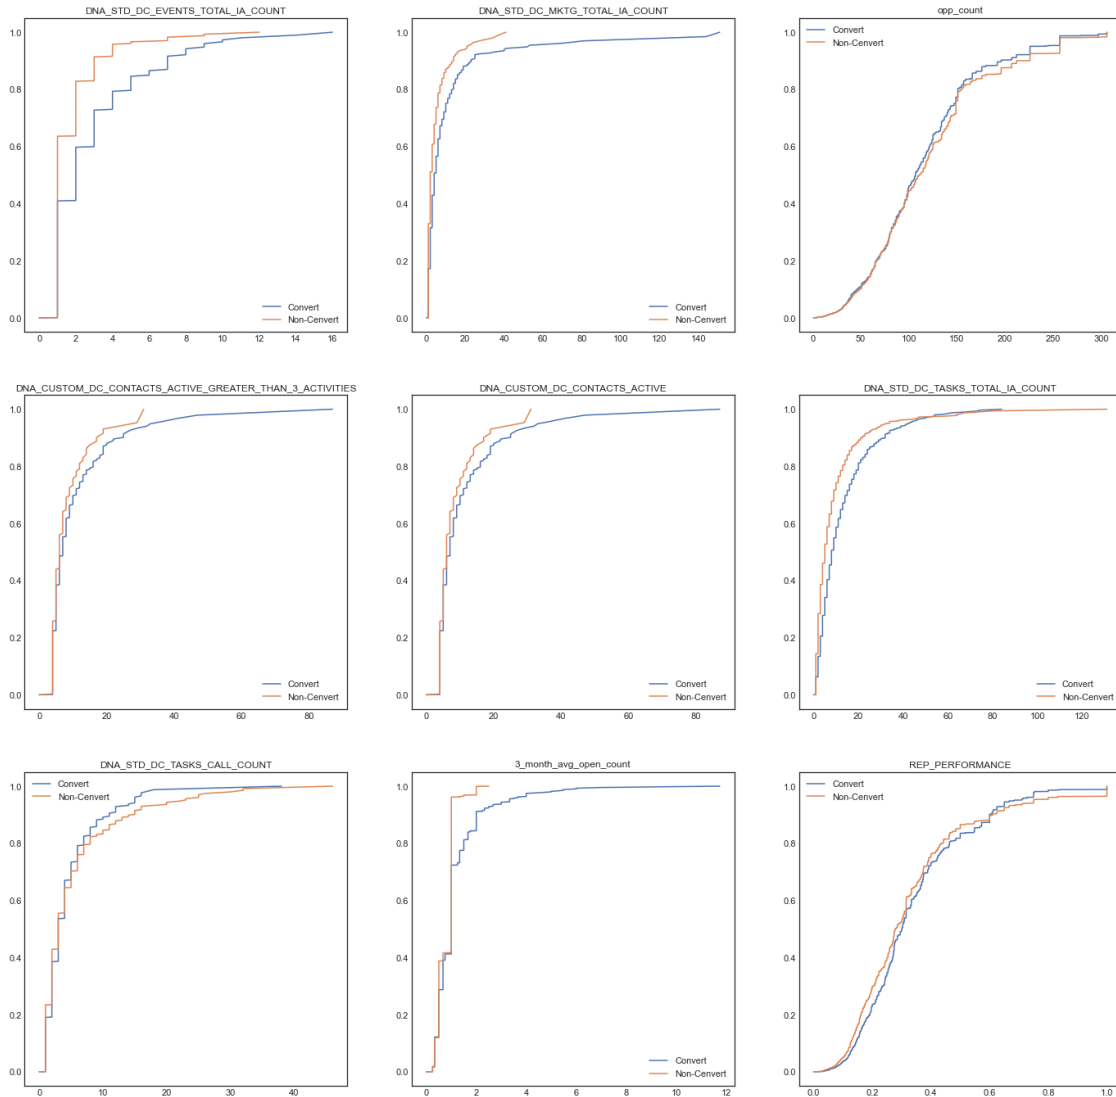 DNA_STD_DC_EVENTS_TOTAL_IA_COUNT
1.0
0.8
0.6
0.4
0.2
0.0
Convert
Non-Cenvert
0 2 4 6 8 10 12 14 16
DNA_STD_DC_MKTG_TOTAL_IA_COUNT
1.0
0.8
0.6
0.4
0.2
0.0
Convert
Non-Cenvert
0 20 40 60 80 100 120 140
opp_count
Convert
Non-Cenvert
1.0
0.8
0.6
0.4
0.2
0.0
0 50 100 150 200 250 300
DNA_CUSTOM_DC_CONTACTS_ACTIVE_GREATER_THAN_3_ACTIVITIES
1.0
0.8
0.6
0.4
0.2
0.0
Convert
Non-Cenvert
0 20 40 60 80
DNA_CUSTOM_DC_CONTACTS_ACTIVE
1.0
0.8
0.6
0.4
0.2
0.0
Convert
Non-Cenvert
0 20 40 60 80
DNA_STD_DC_TASKS_TOTAL_IA_COUNT
1.0
0.8
0.6
0.4
0.2
0.0
Convert
Non-Cenvert
0 20 40 60 80 100 120
DNA_STD_DC_TASKS_CALL_COUNT
Convert
Non-Cenvert
1.0
0.8
0.6
0.4
0.2
0.0
0 10 20 30 40
3_month_avg_open_count
1.0
0.8
0.6
0.4
0.2
0.0
Convert
Non-Cenvert
0 2 4 6 8 10 12
REP_PERFORMANCE
Convert
Non-Cenvert
1.0
0.8
0.6
0.4
0.2
0.0
0.0 0.2 0.4 0.6 0.8 1.0